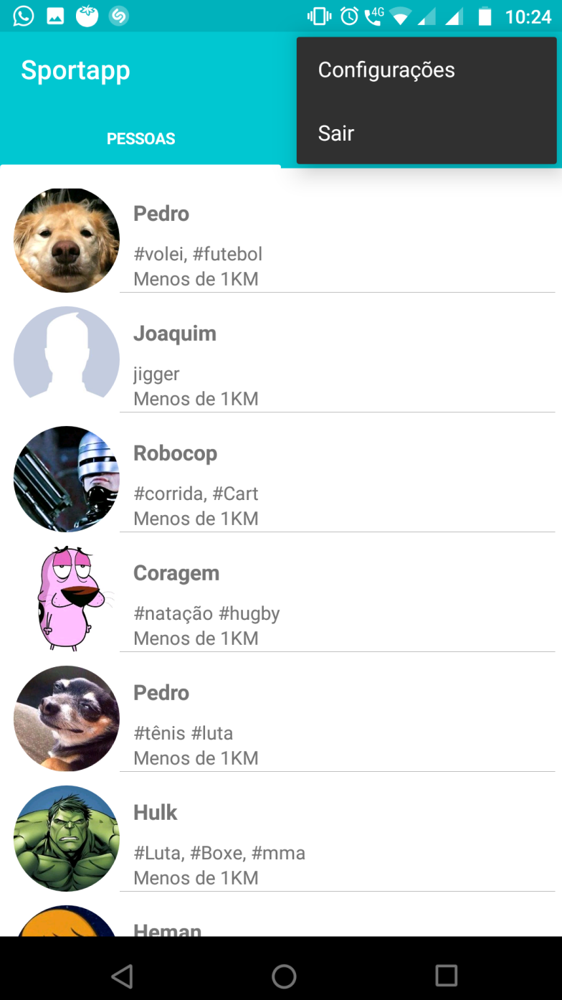 4G
10:24
Sportapp
Configurações
Sair
PESSOAS
Pedro
#volei, #futebol
Menos de 1KM
Joaquim
jigger
Menos de 1KM
Robocop
#corrida, #Cart
Menos de 1KM
Coragem
#natação #hugby
Menos de 1KM
Pedro
#tênis #luta
Menos de 1KM
Hulk
#Luta, #Boxe, #mma
Menos de 1KM
Heman